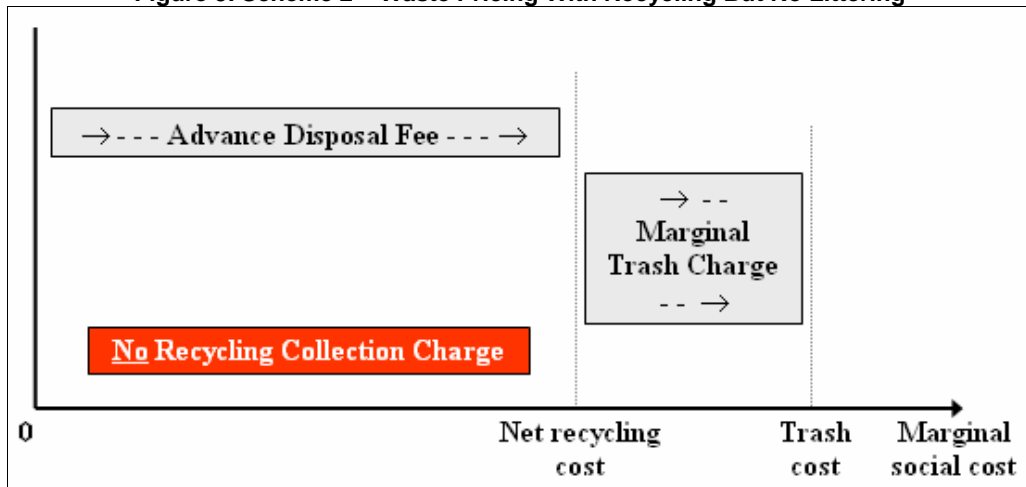 → - - - Advance Disposal Fee - - - →
→ - -
Marginal
Trash Charge
- - →
No Recycling Collection Charge
0
Net recycling
cost
Trash
cost
Marginal
social cost